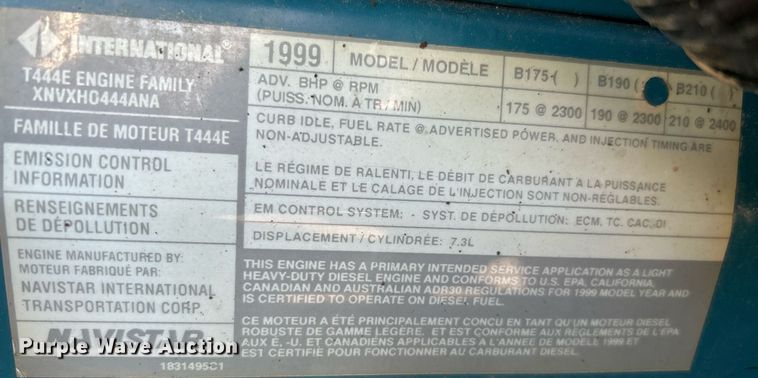 INTERNATIONAL®
T444E ENGINE FAMILY
XNVXH0444ANA
FAMILLE DE MOTEUR T444E
EMISSION CONTROL
INFORMATION
RENSEIGNEMENTS
DE DÉPOLLUTION
ENGINE MANUFACTURED BY:
MOTEUR FABRIQUÉ PAR:
NAVISTAR INTERNATIONAL
TRANSPORTATION CORP
NAVISTAR
1831495C1
1999 MODEL / MODÈLE B175 ( ) B190 ( B210 ( )
ADV. BHP @ RPM
(PUISS. NOM. À TR / MIN) 175 @ 2300 190 @ 2300 210 @ 2400
CURB IDLE, FUEL RATE @ ADVERTISED POWER, AND INJECTION TIMING ARE
NON-ADJUSTABLE.
LE RÉGIME DE RALENTI, LE DÉBIT DE CARBURANT A LA PUISSANCE
NOMINALE ET LE CALAGE DE L'INJECTION SONT NON-RÉGLABLES.
EM CONTROL SYSTEM: - SYST. DE DÉPOLLUTION: ECM, TC, CAC, DI
DISPLACEMENT / CYLINDRÉE: 7.3L
THIS ENGINE HAS A PRIMARY INTENDED SERVICE APPLICATION AS A LIGHT
HEAVY-DUTY DIESEL ENGINE AND CONFORMS TO U.S. EPA, CALIFORNIA,
CANADIAN AND AUSTRALIAN ADR30 REGULATIONS FOR 1999 MODEL YEAR AND
IS CERTIFIED TO OPERATE ON DIESEL FUEL.
CE MOTEUR A ÉTÉ PRINCIPALEMENT CONÇU EN TANT QU'UN MOTEUR DIESEL
ROBUSTE DE GAMME LÉGÈRE. ET EST CONFORME AUX RÉGLEMENTS DE L'ÉPA
AUX É, -U. ET CANADIENS APPLICABLES A L'ANNEE DE MODÈLE 1999 ET
EST CERTIFIÉ POUR FONCTIONNER AU CARBURANT DIESEL.
Purple Wave Auction